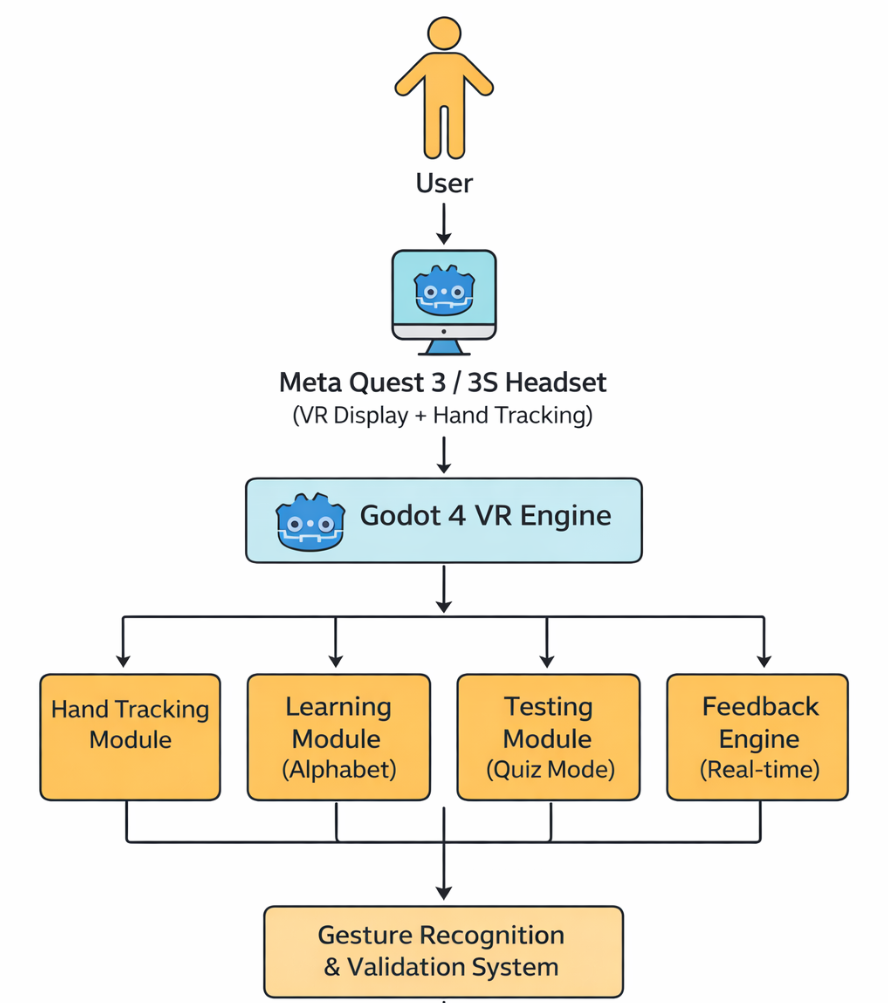 User
Meta Quest 3 / 3S Headset
(VR Display + Hand Tracking)
Godot 4 VR Engine
Hand Tracking
Module
Learning
Module
(Alphabet)
Testing
Module
(Quiz Mode)
Feedback
Engine
(Real-time)
Gesture Recognition
& Validation System